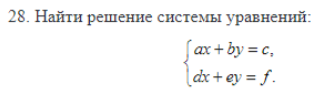 28. Найти решение системы уравнений:
ax + by = c,
dx + ey = f.